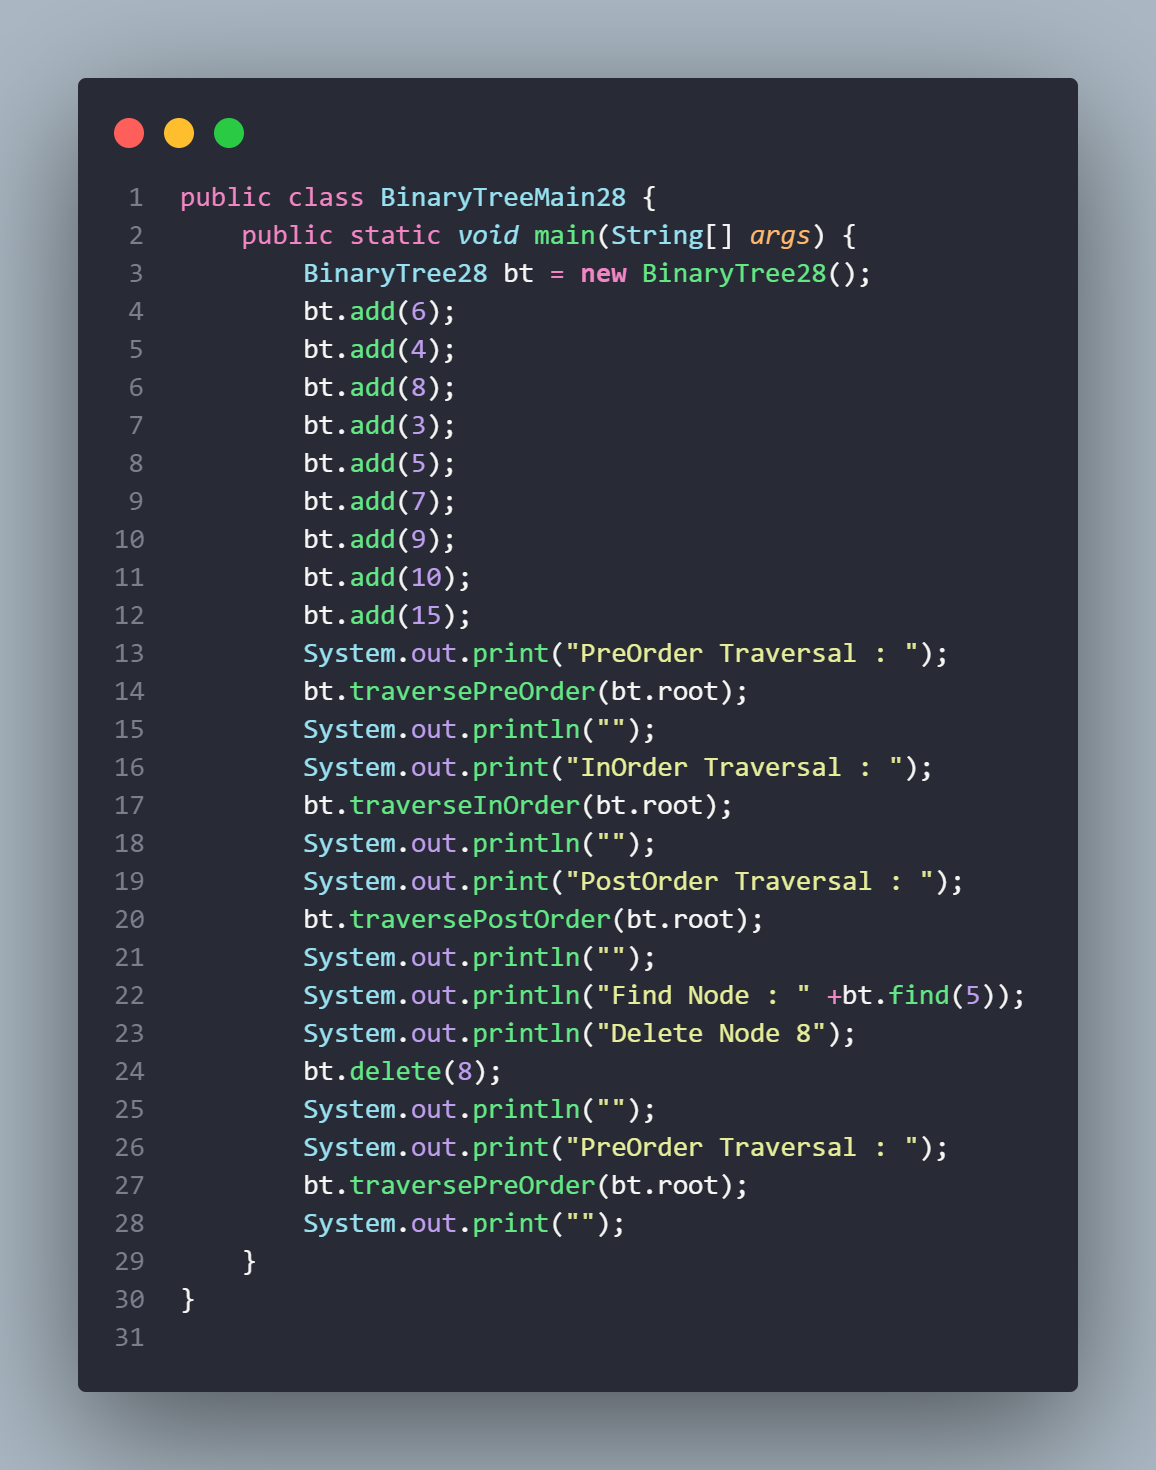 1 public class BinaryTreeMain28 {
2     public static void main(String[] args) {
3         BinaryTree28 bt = new BinaryTree28();
4         bt.add(6);
5         bt.add(4);
6         bt.add(8);
7         bt.add(3);
8         bt.add(5);
9         bt.add(7);
10         bt.add(9);
11         bt.add(10);
12         bt.add(15);
13         System.out.print("PreOrder Traversal : ");
14         bt.traversePreOrder(bt.root);
15         System.out.println("");
16         System.out.print("InOrder Traversal : ");
17         bt.traverseInOrder(bt.root);
18         System.out.println("");
19         System.out.print("PostOrder Traversal : ");
20         bt.traversePostOrder(bt.root);
21         System.out.println("");
22         System.out.println("Find Node : " +bt.find(5));
23         System.out.println("Delete Node 8");
24         bt.delete(8);
25         System.out.println("");
26         System.out.print("PreOrder Traversal : ");
27         bt.traversePreOrder(bt.root);
28         System.out.print("");
29     }
30 }
31